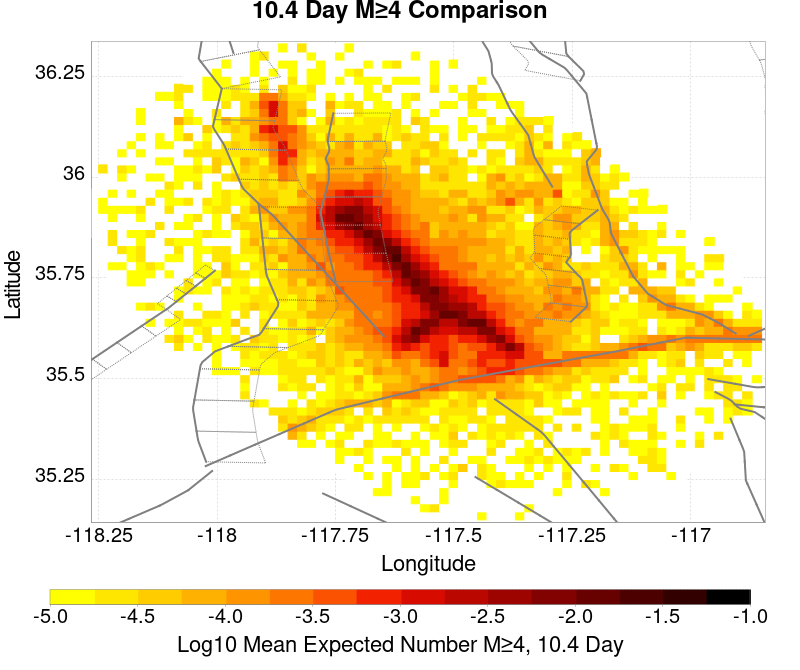 10.4 Day M≥4 Comparison
36.25
36
35.75
35.5
35.25
Latitude
-118.25 -118 -117.75 -117.5 -117.25 -117
Longitude
-5.0 -4.5 -4.0 -3.5 -3.0 -2.5 -2.0 -1.5 -1.0
Log10 Mean Expected Number M≥4, 10.4 Day